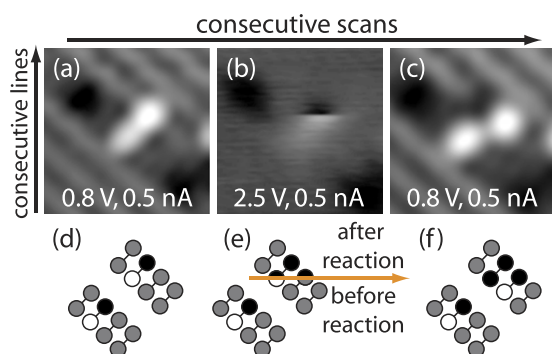 consecutive scans
consecutive lines
(a)
(b)
(c)
0.8 V, 0.5 nA
2.5 V, 0.5 nA
0.8 V, 0.5 nA
(d)
(e)
after
reaction
before
reaction
(f)